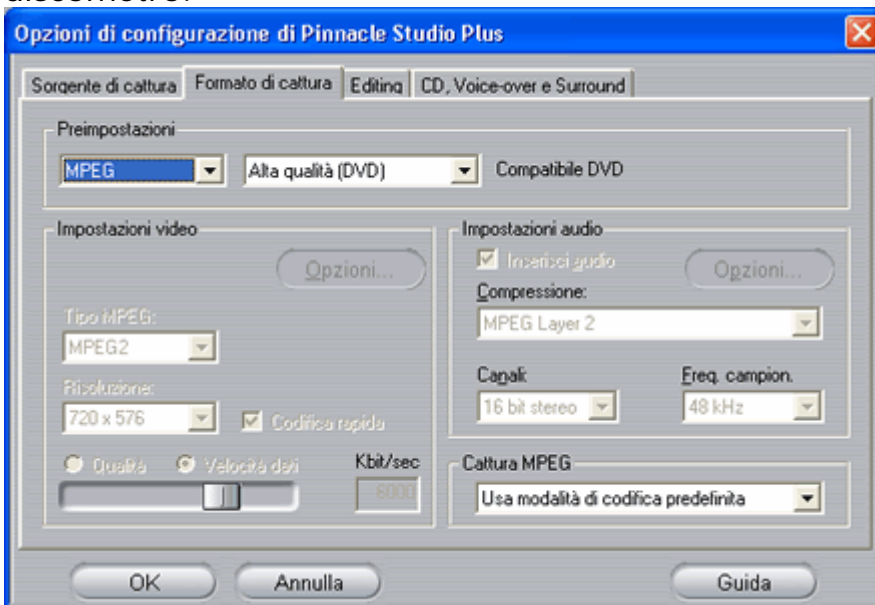 Opzioni di configurazione di Pinnacle Studio Plus
Sorgente di cattura Formato di cattura Editing CD, Voice-over e Surround
Preimpostazioni
MPEG Alta qualità (DVD) Compatibile DVD
Impostazioni video
Opzioni...
Tipo MPEG:
MPEG2
Risoluzione:
720 x 576 Codifica rapida
Qualità Velocità dati Kbit/sec
6000
Impostazioni audio
Inserisci audio Opzioni...
Compressione:
MPEG Layer 2
Canali: Freq. campion.
16 bit stereo 48 kHz
Cattura MPEG
Usa modalità di codifica predefinita
OK Annulla Guida